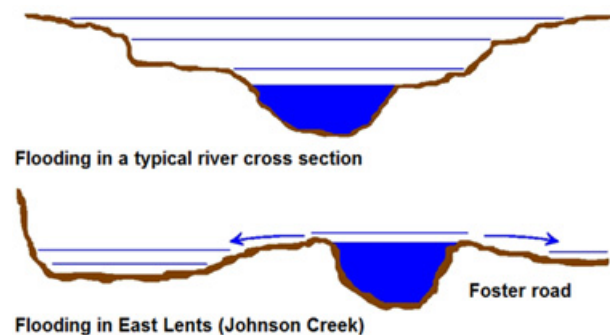 Flooding in a typical river cross section
Foster road
Flooding in East Lents (Johnson Creek)